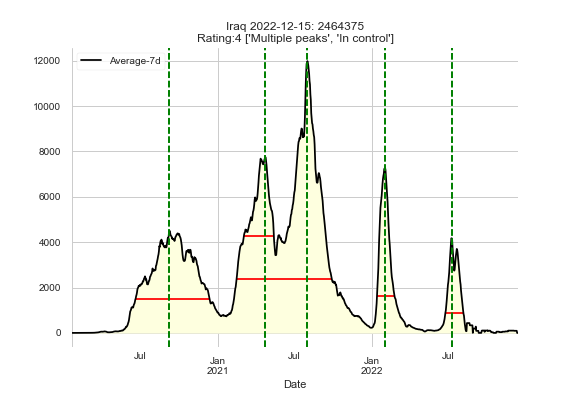 Iraq 2022-12-15: 2464375
Rating:4 ['Multiple peaks', 'In control']
Average-7d
12000
10000
8000
6000
4000
2000
0
Jul
Jan
2021
Jul
Jan
2022
Jul
Date